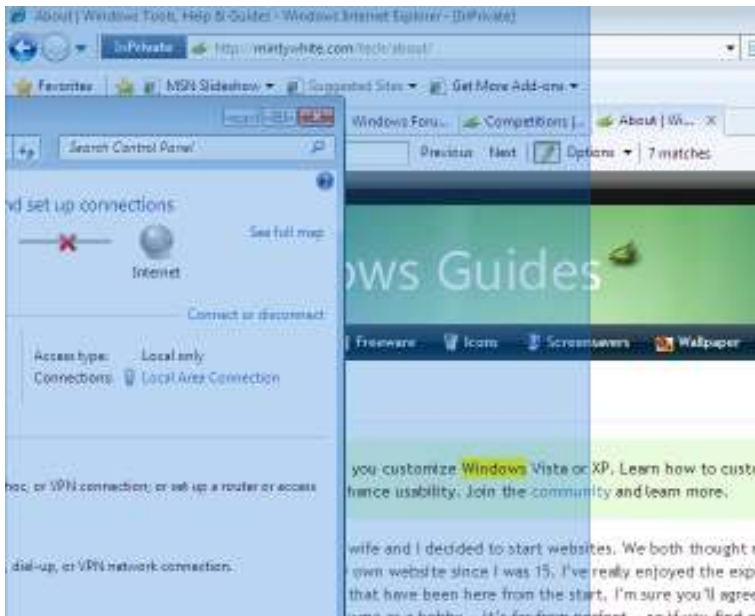 About | Windows Tools, Help & Guides - Windows Internet Explorer - [InPrivate]
InPrivate http://martywhite.com/tech/about/
Favorites MSN Slideshow Suggested Sites Get More Add-ons
Windows Foru... Competitions |... About | Wi... X
Search Control Panel
Previous Next Options 7 matches
nd set up connections
See full map
Internet
ows Guides
Connect or disconnect
Freeware Icons Screensavers Wallpaper
Access type: Local only
Connections: Local Area Connection
you customize Windows Vista or XP. Learn how to custo
hance usability. Join the community and learn more.
hoc, or VPN connection; or set up a router or access
wife and I decided to start websites. We both thought
own website since I was 15. I've really enjoyed the exp
dial-up, or VPN network connection.
that have been here from the start, I'm sure you'll agree